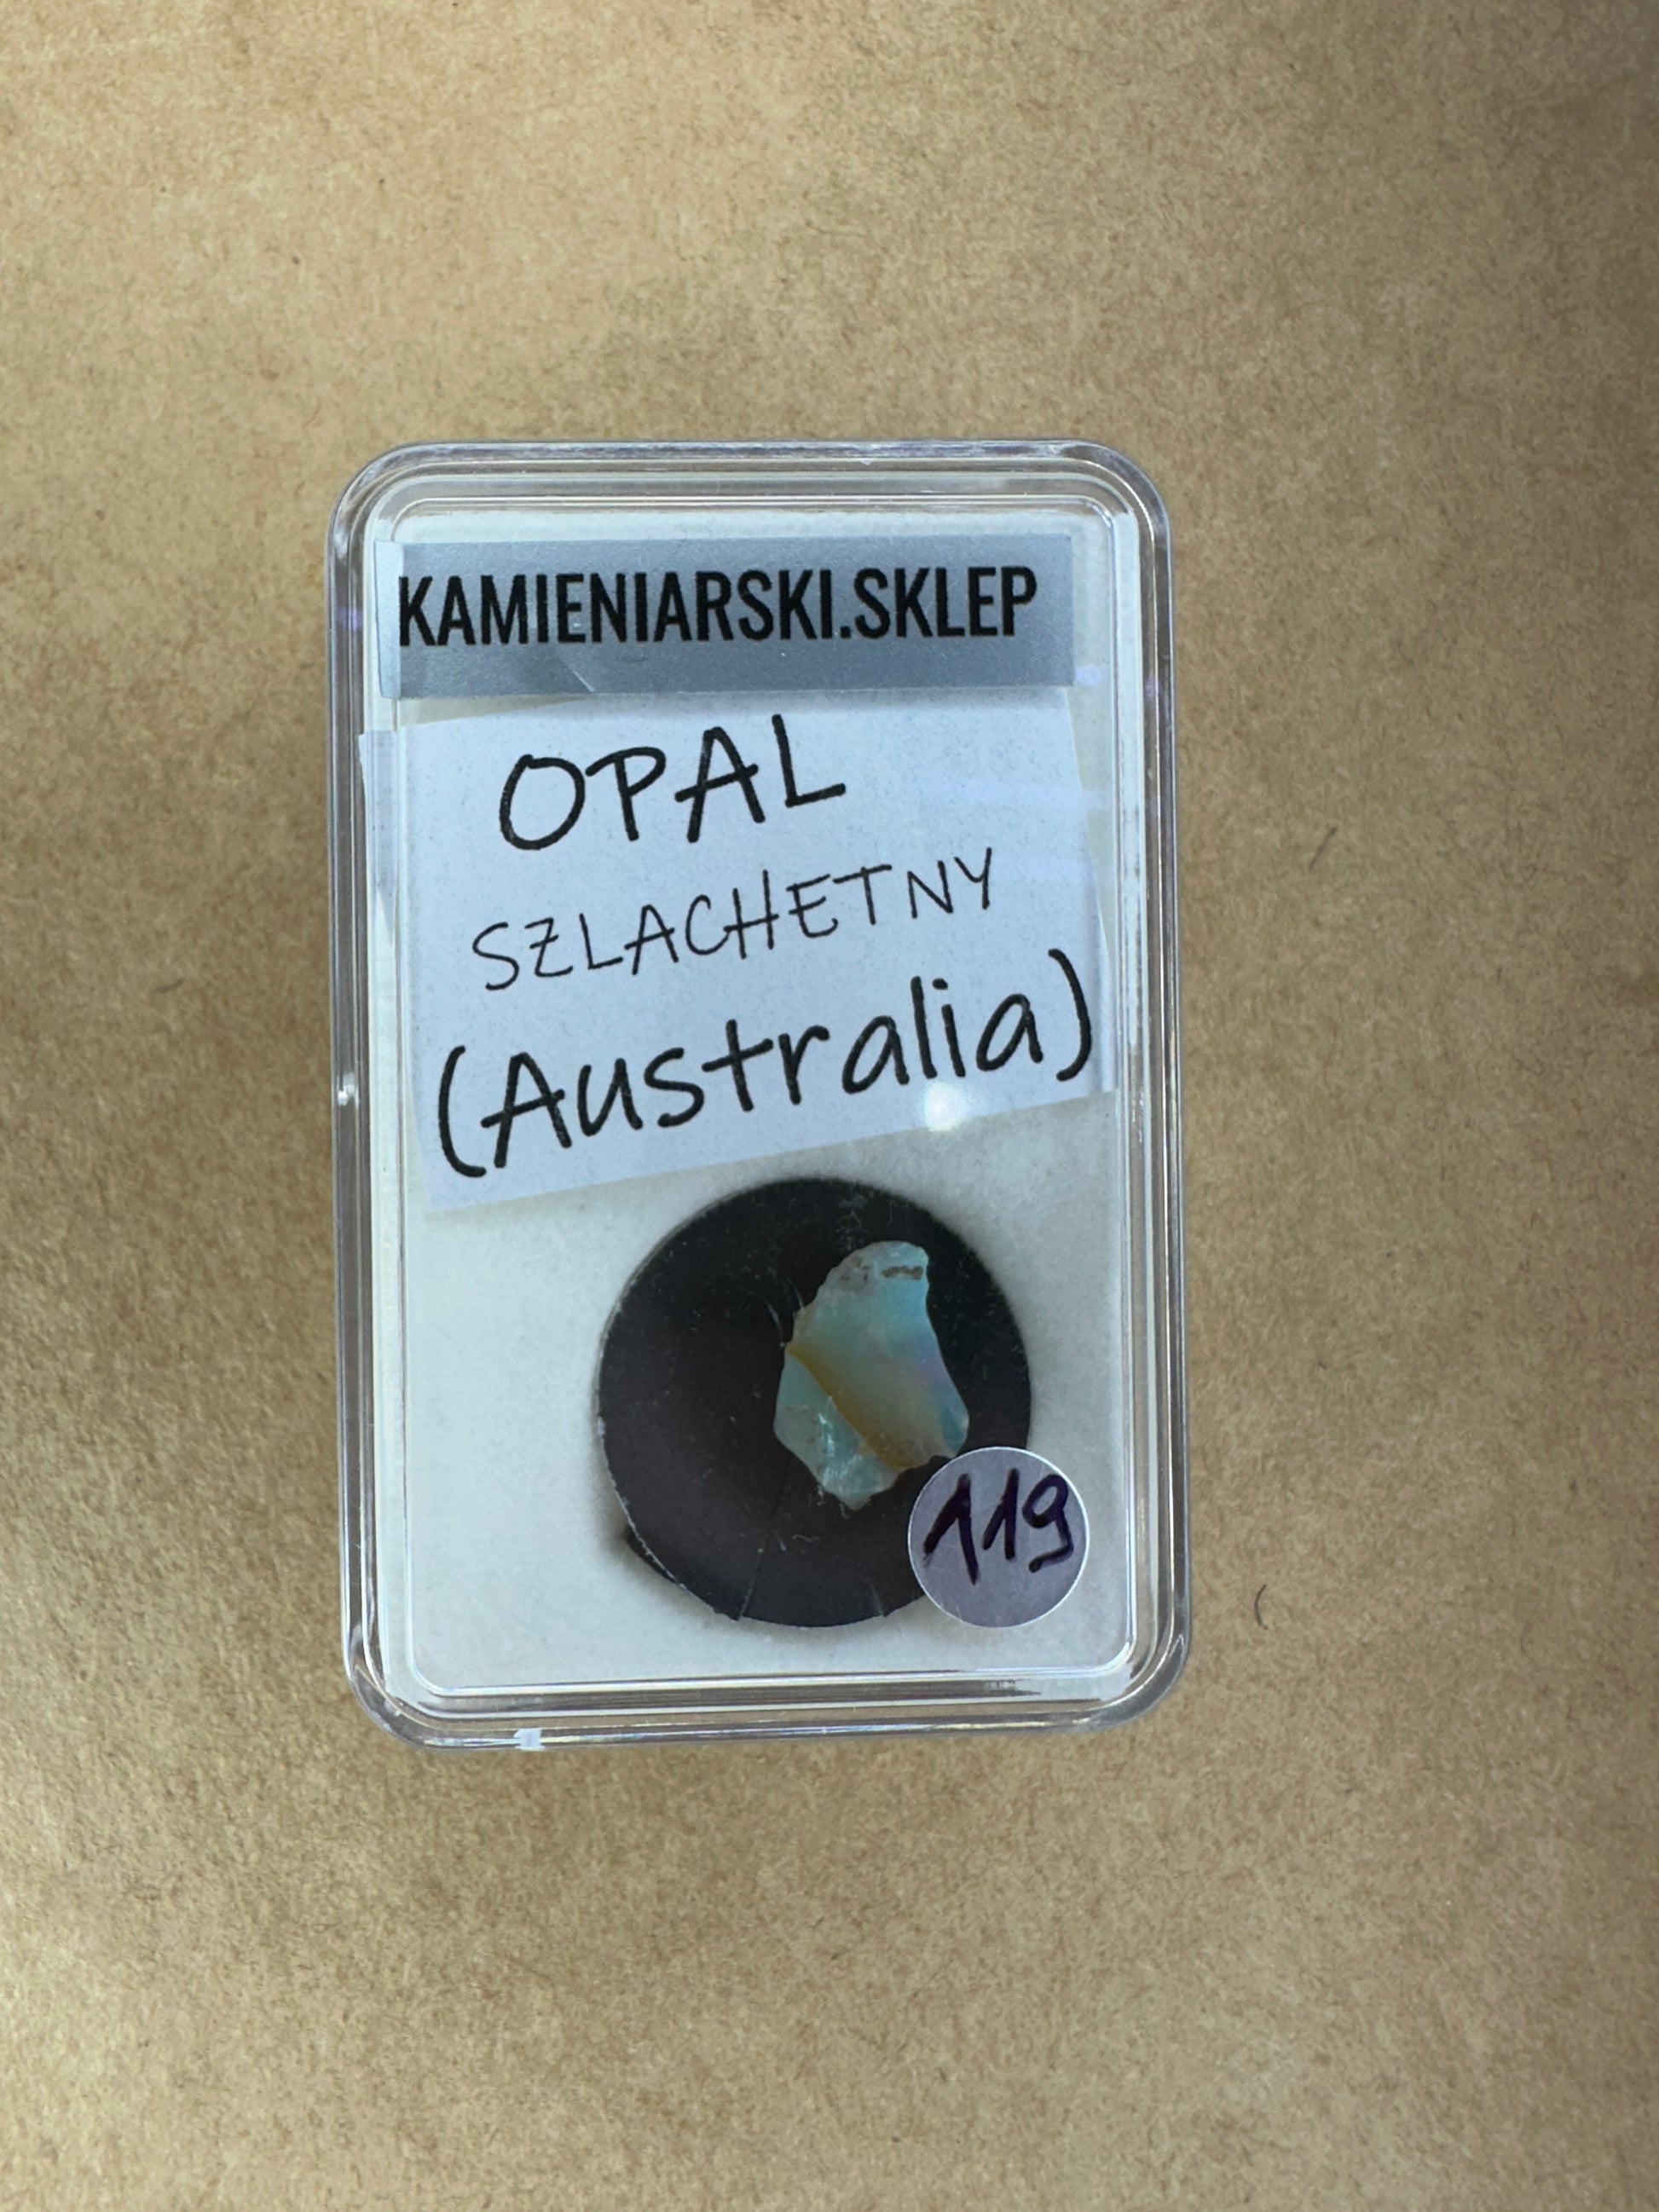 KAMIENIARSKI.SKLEP
OPAL
SZLACHETNY
(Australia)
119